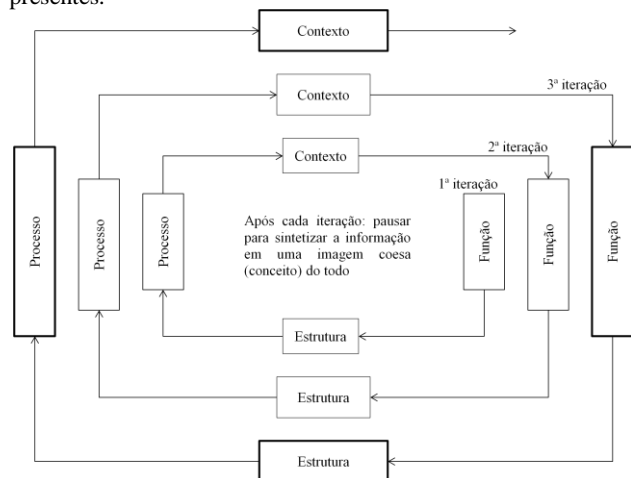 presentes.
Contexto
3ª iteração
Contexto
2ª iteração
Contexto
1ª iteração
Processo
Processo
Processo
Após cada iteração: pausar
para sintetizar a informação
em uma imagem coesa
(conceito) do todo
Função
Função
Função
Estrutura
Estrutura
Estrutura